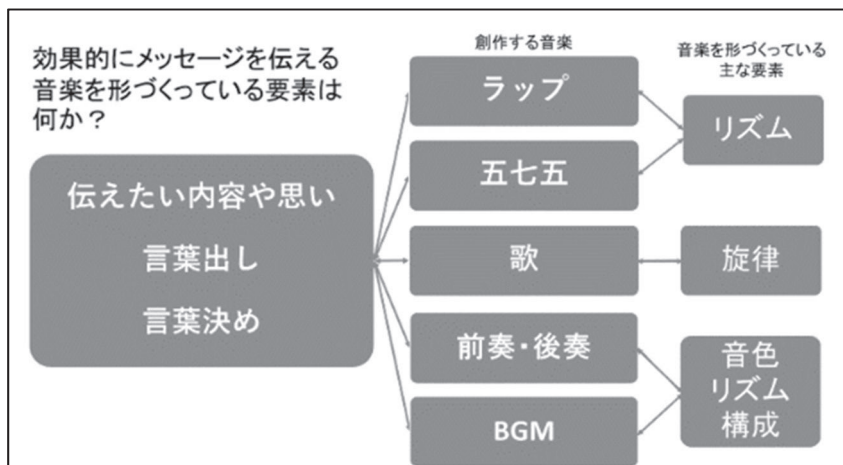 効果的にメッセージを伝える
音楽を形づくっている要素は
何か？
伝えたい内容や思い
言葉出し
言葉決め
創作する音楽
ラップ
五七五
歌
前奏・後奏
BGM
音楽を形づくっている
主な要素
リズム
旋律
音色
リズム
構成